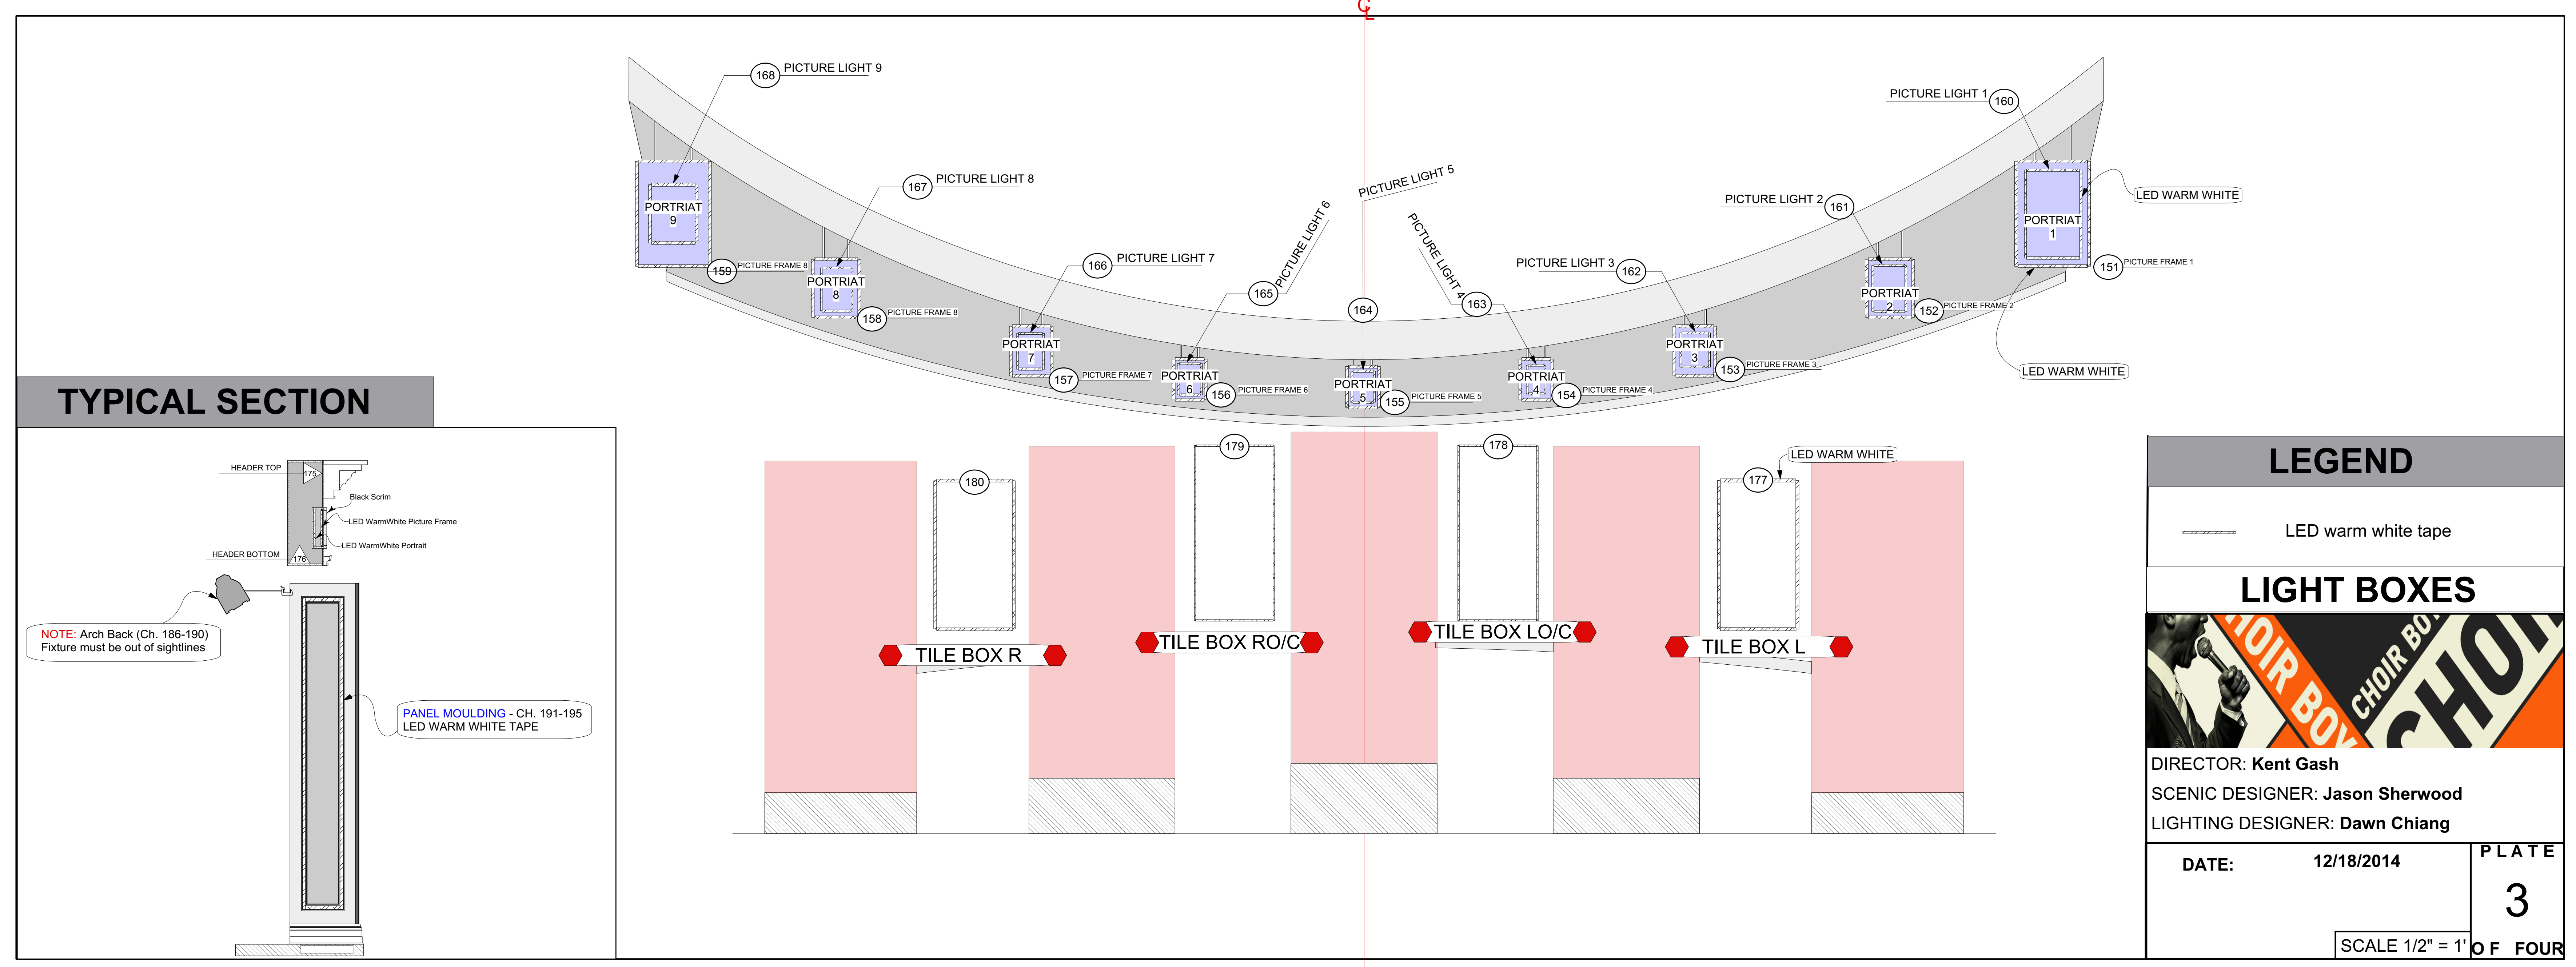 CL
168 PICTURE LIGHT 9
PICTURE LIGHT 1 160
167 PICTURE LIGHT 8
PICTURE LIGHT 5
PICTURE LIGHT 2 161
LED WARM WHITE
PORTRIAT
9
PORTRIAT
1
PICTURE LIGHT 6
PICTURE LIGHT 4
166 PICTURE LIGHT 7
PICTURE LIGHT 3 162
159 PICTURE FRAME 8
151 PICTURE FRAME 1
PORTRIAT
8
165
164
163
PORTRIAT
2
158 PICTURE FRAME 8
152 PICTURE FRAME 2
PORTRIAT
7
PORTRIAT
3
157 PICTURE FRAME 7
153 PICTURE FRAME 3
LED WARM WHITE
PORTRIAT
6
PORTRIAT
5
PORTRIAT
4
156 PICTURE FRAME 6
155 PICTURE FRAME 5
154 PICTURE FRAME 4
TYPICAL SECTION
HEADER TOP
175
Black Scrim
LED WarmWhite Picture Frame
LED WarmWhite Portrait
HEADER BOTTOM
176
NOTE: Arch Back (Ch. 186-190)
Fixture must be out of sightlines
PANEL MOULDING - CH. 191-195
LED WARM WHITE TAPE
180
179
178
177
LED WARM WHITE
TILE BOX R
TILE BOX RO/C
TILE BOX LO/C
TILE BOX L
LEGEND
LED warm white tape
LIGHT BOXES
HOIR BOY
CHOIR BO
CHOI
DIRECTOR: Kent Gash
SCENIC DESIGNER: Jason Sherwood
LIGHTING DESIGNER: Dawn Chiang
DATE: 12/18/2014
PLATE
3
OF FOUR
SCALE 1/2" = 1'